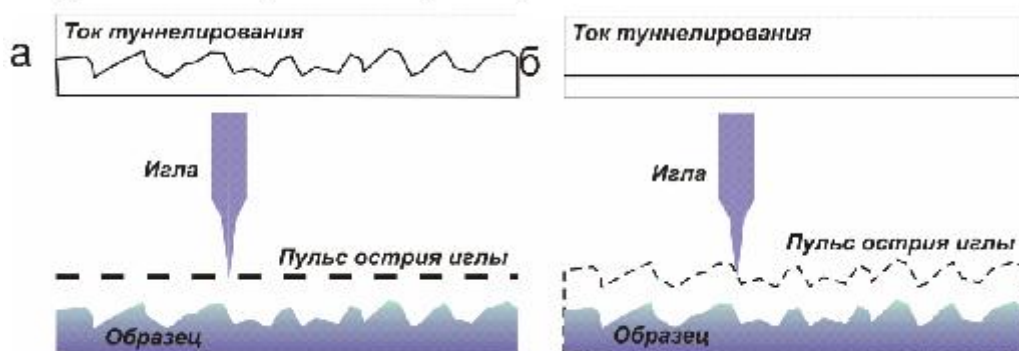 а
Ток туннелирования
Игла
Пульс острия иглы
Образец
б
Ток туннелирования
Игла
Пульс острия иглы
Образец